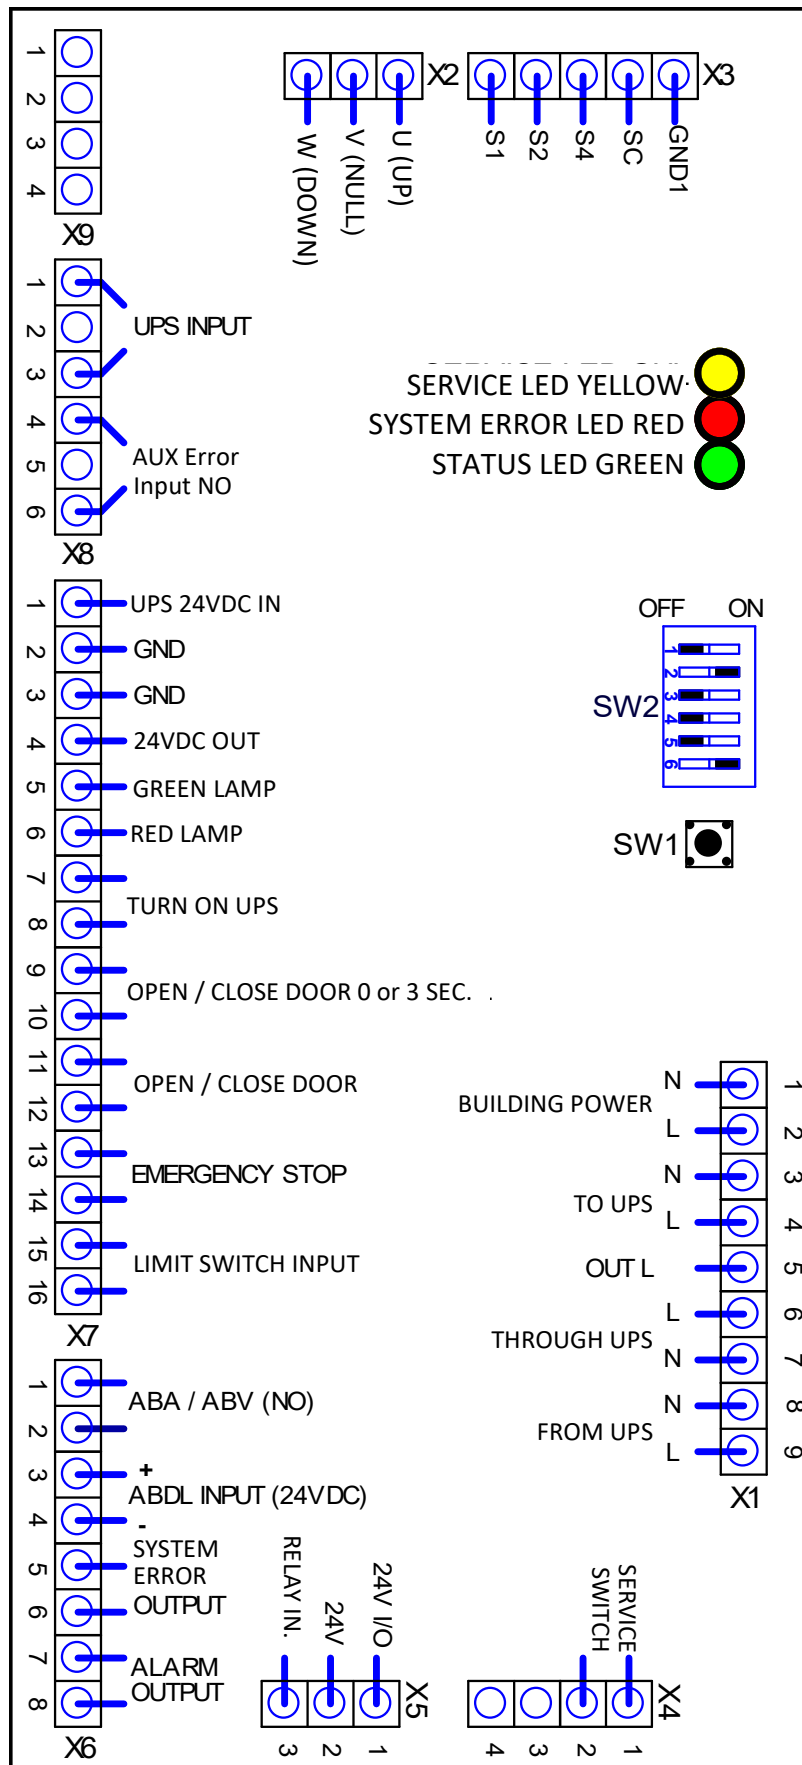 1
2
3
4
X9
W (DOWN)
V (NULL)
U (UP)
X2
S1
S2
S4
SC
GND1
X3
1
2
3
4
5
6
UPS INPUT
AUX Error
Input NO
X8
SERVICE LED YELLOW
SYSTEM ERROR LED RED
STATUS LED GREEN
1
2
3
4
5
6
7
8
9
10
11
12
13
14
15
16
UPS 24VDC IN
GND
GND
24VDC OUT
GREEN LAMP
RED LAMP
TURN ON UPS
OPEN / CLOSE DOOR 0 or 3 SEC. .
OPEN / CLOSE DOOR
EMERGENCY STOP
LIMIT SWITCH INPUT
X7
OFF ON
1
2
3
4
5
6
SW2
SW1
BUILDING POWER
TO UPS
OUT L
THROUGH UPS
FROM UPS
N
L
N
L
L
N
N
L
1
2
3
4
5
6
7
8
9
X1
1
2
3
4
5
6
7
8
ABA / ABV (NO)
+
ABDL INPUT (24VDC)
-
SYSTEM
ERROR
OUTPUT
ALARM
OUTPUT
X6
RELAY IN.
24V
24V I/O
X5
3
2
1
SERVICE
SWITCH
X4
4
3
2
1